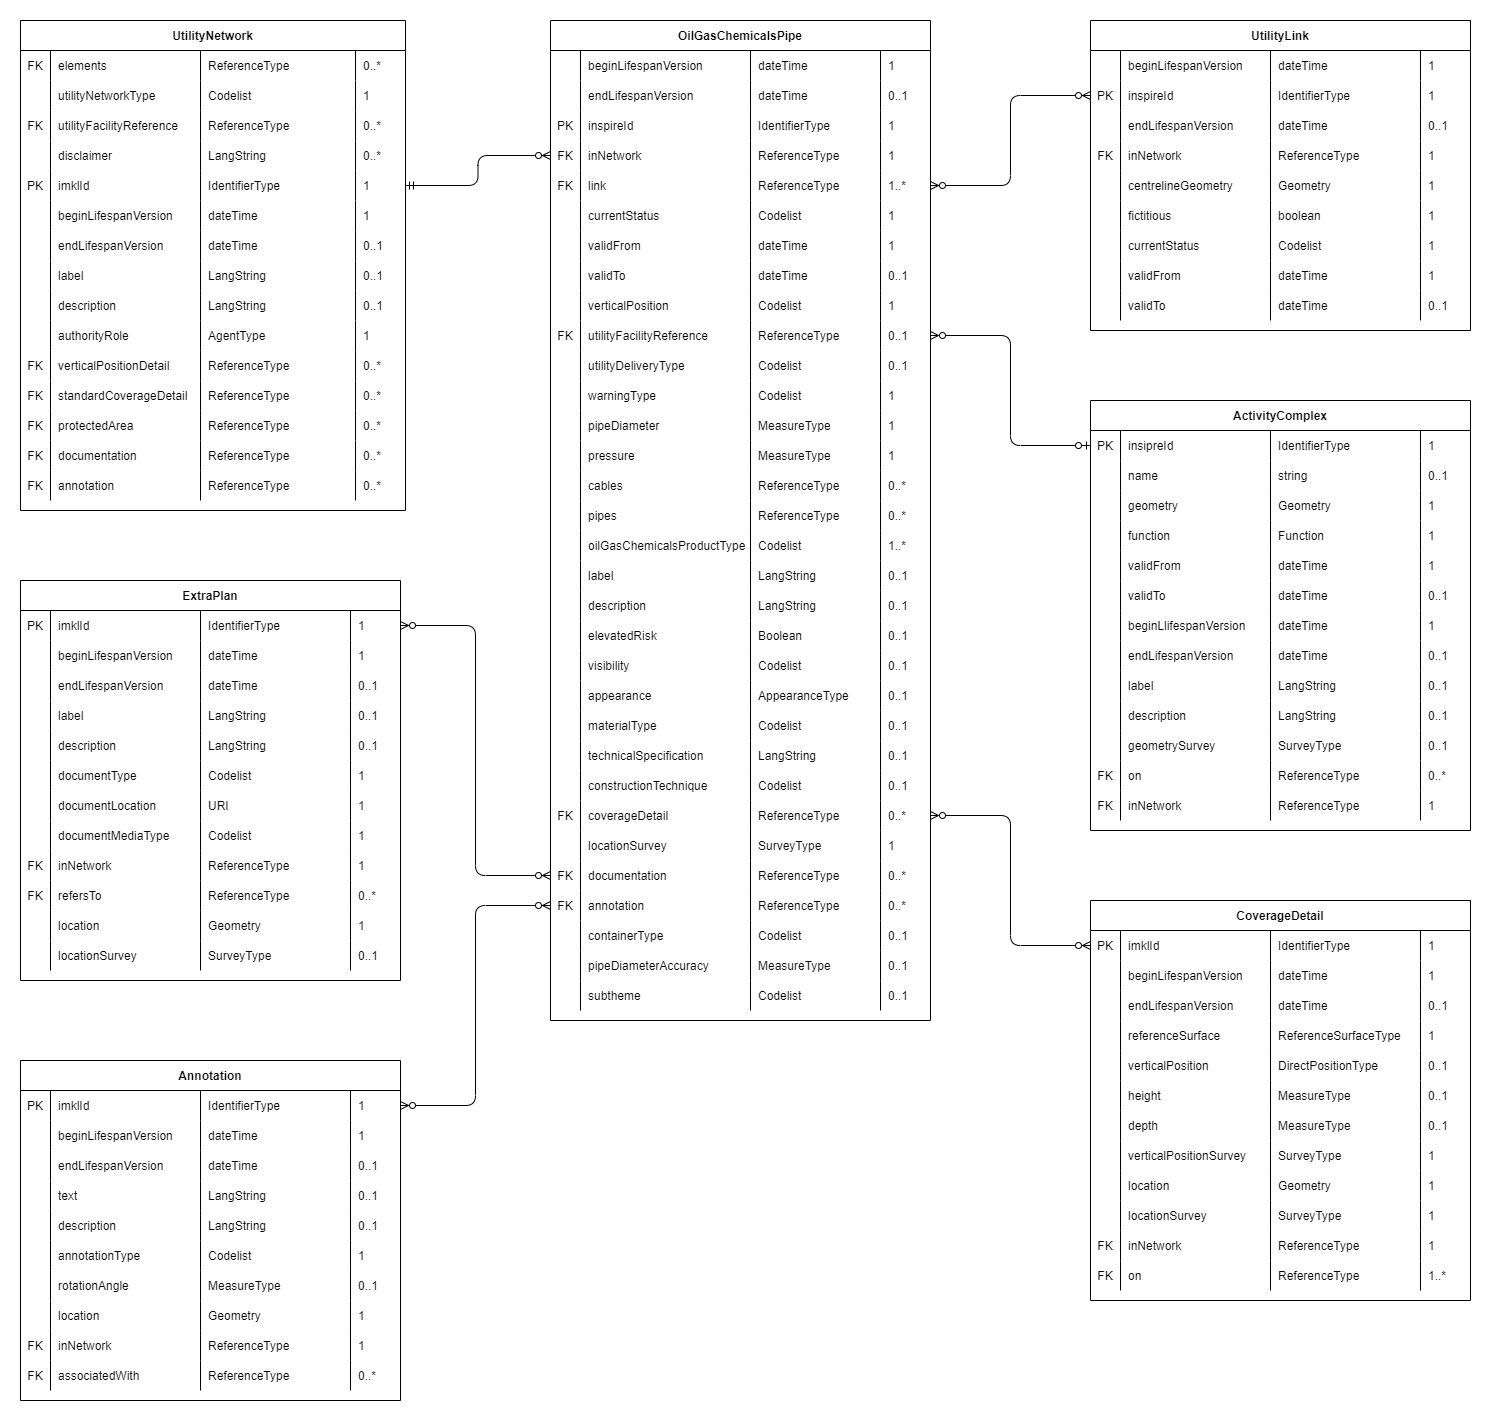 UtilityNetwork
FK elements ReferenceType 0..*
utilityNetworkType Codelist 1
FK utilityFacilityReference ReferenceType 0..*
disclaimer LangString 0..*
PK imklId IdentifierType 1
beginLifespanVersion dateTime 1
endLifespanVersion dateTime 0..1
label LangString 0..1
description LangString 0..1
authorityRole AgentType 1
FK verticalPositionDetail ReferenceType 0..*
FK standardCoverageDetail ReferenceType 0..*
FK protectedArea ReferenceType 0..*
FK documentation ReferenceType 0..*
FK annotation ReferenceType 0..*
ExtraPlan
PK imklId IdentifierType 1
beginLifespanVersion dateTime 1
endLifespanVersion dateTime 0..1
label LangString 0..1
description LangString 0..1
documentType Codelist 1
documentLocation URI 1
documentMediaType Codelist 1
FK inNetwork ReferenceType 1
FK refersTo ReferenceType 0..*
location Geometry 1
locationSurvey SurveyType 0..1
Annotation
PK imklId IdentifierType 1
beginLifespanVersion dateTime 1
endLifespanVersion dateTime 0..1
text LangString 0..1
description LangString 0..1
annotationType Codelist 1
rotationAngle MeasureType 0..1
location Geometry 1
FK inNetwork ReferenceType 1
FK associatedWith ReferenceType 0..*
OilGasChemicalsPipe
beginLifespanVersion dateTime 1
endLifespanVersion dateTime 0..1
PK inspireId IdentifierType 1
FK inNetwork ReferenceType 1
FK link ReferenceType 1..*
currentStatus Codelist 1
validFrom dateTime 1
validTo dateTime 0..1
verticalPosition Codelist 1
FK utilityFacilityReference ReferenceType 0..1
utilityDeliveryType Codelist 0..1
warningType Codelist 1
pipeDiameter MeasureType 1
pressure MeasureType 1
cables ReferenceType 0..*
pipes ReferenceType 0..*
oilGasChemicalsProductType Codelist 1..*
label LangString 0..1
description LangString 0..1
elevatedRisk Boolean 0..1
visibility Codelist 0..1
appearance AppearanceType 0..1
materialType Codelist 0..1
technicalSpecification LangString 0..1
constructionTechnique Codelist 0..1
FK coverageDetail ReferenceType 0..*
locationSurvey SurveyType 1
FK documentation ReferenceType 0..*
FK annotation ReferenceType 0..*
containerType Codelist 0..1
pipeDiameterAccuracy MeasureType 0..1
subtheme Codelist 0..1
UtilityLink
beginLifespanVersion dateTime 1
PK inspireId IdentifierType 1
endLifespanVersion dateTime 0..1
FK inNetwork ReferenceType 1
centrelineGeometry Geometry 1
fictitious boolean 1
currentStatus Codelist 1
validFrom dateTime 1
validTo dateTime 0..1
ActivityComplex
PK insipreId IdentifierType 1
name string 0..1
geometry Geometry 1
function Function 1
validFrom dateTime 1
validTo dateTime 0..1
beginLlifespanVersion dateTime 1
endLifespanVersion dateTime 0..1
label LangString 0..1
description LangString 0..1
geometrySurvey SurveyType 0..1
FK on ReferenceType 0..*
FK inNetwork ReferenceType 1
CoverageDetail
PK imklId IdentifierType 1
beginLifespanVersion dateTime 1
endLifespanVersion dateTime 0..1
referenceSurface ReferenceSurfaceType 1
verticalPosition DirectPositionType 0..1
height MeasureType 0..1
depth MeasureType 0..1
verticalPositionSurvey SurveyType 1
location Geometry 1
locationSurvey SurveyType 1
FK inNetwork ReferenceType 1
FK on ReferenceType 1..*